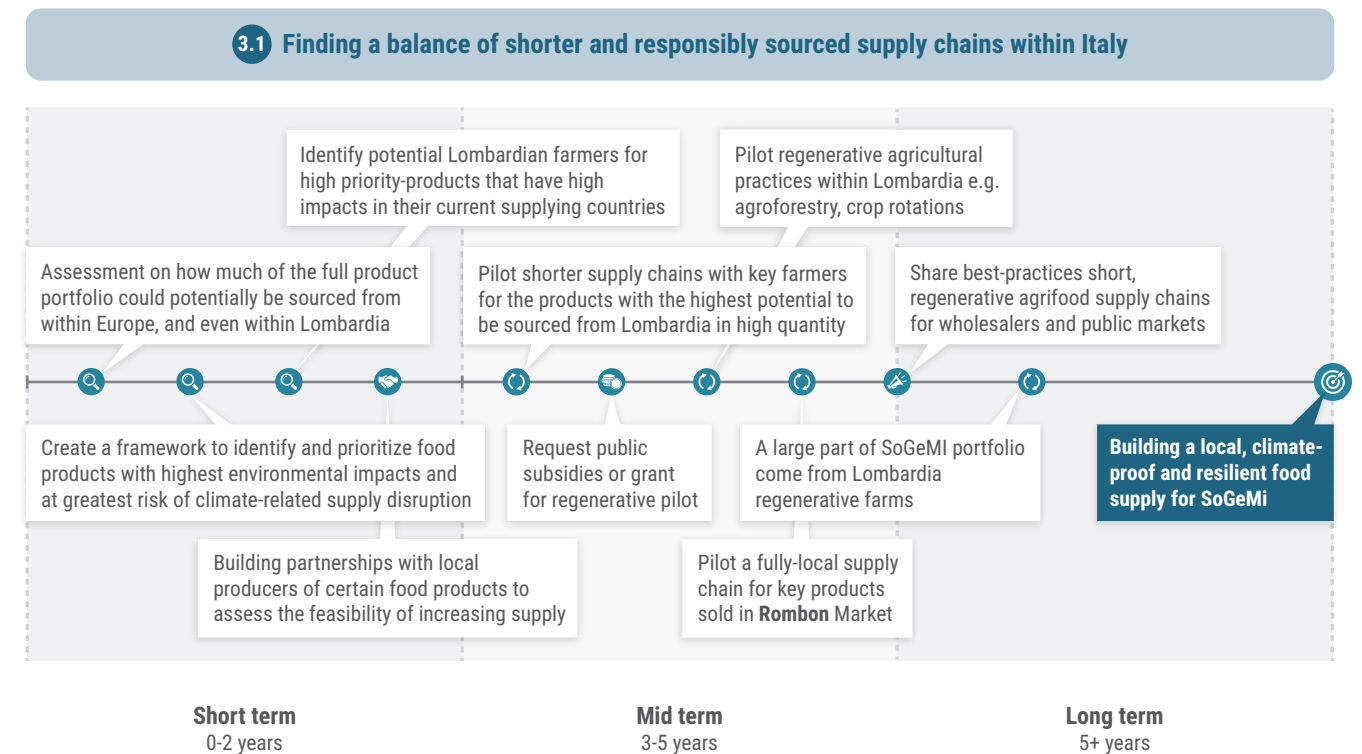 3.1 Finding a balance of shorter and responsibly sourced supply chains within Italy
Identify potential Lombardian farmers for
high priority-products that have high
impacts in their current supplying countries
Pilot regenerative agricultural
practices within Lombardia e.g.
agroforestry, crop rotations
Assessment on how much of the full product
portfolio could potentially be sourced from
within Europe, and even within Lombardia
Pilot shorter supply chains with key farmers
for the products with the highest potential to
be sourced from Lombardia in high quantity
Share best-practices short,
regenerative agrifood supply chains
for wholesalers and public markets
Create a framework to identify and prioritize food
products with highest environmental impacts and
at greatest risk of climate-related supply disruption
Request public
subsidies or grant
for regenerative pilot
A large part of SoGeMI portfolio
come from Lombardia
regenerative farms
Building a local, climate-
proof and resilient food
supply for SoGeMi
Building partnerships with local
producers of certain food products to
assess the feasibility of increasing supply
Pilot a fully-local supply
chain for key products
sold in Rombon Market
Short term
0-2 years
Mid term
3-5 years
Long term
5+ years